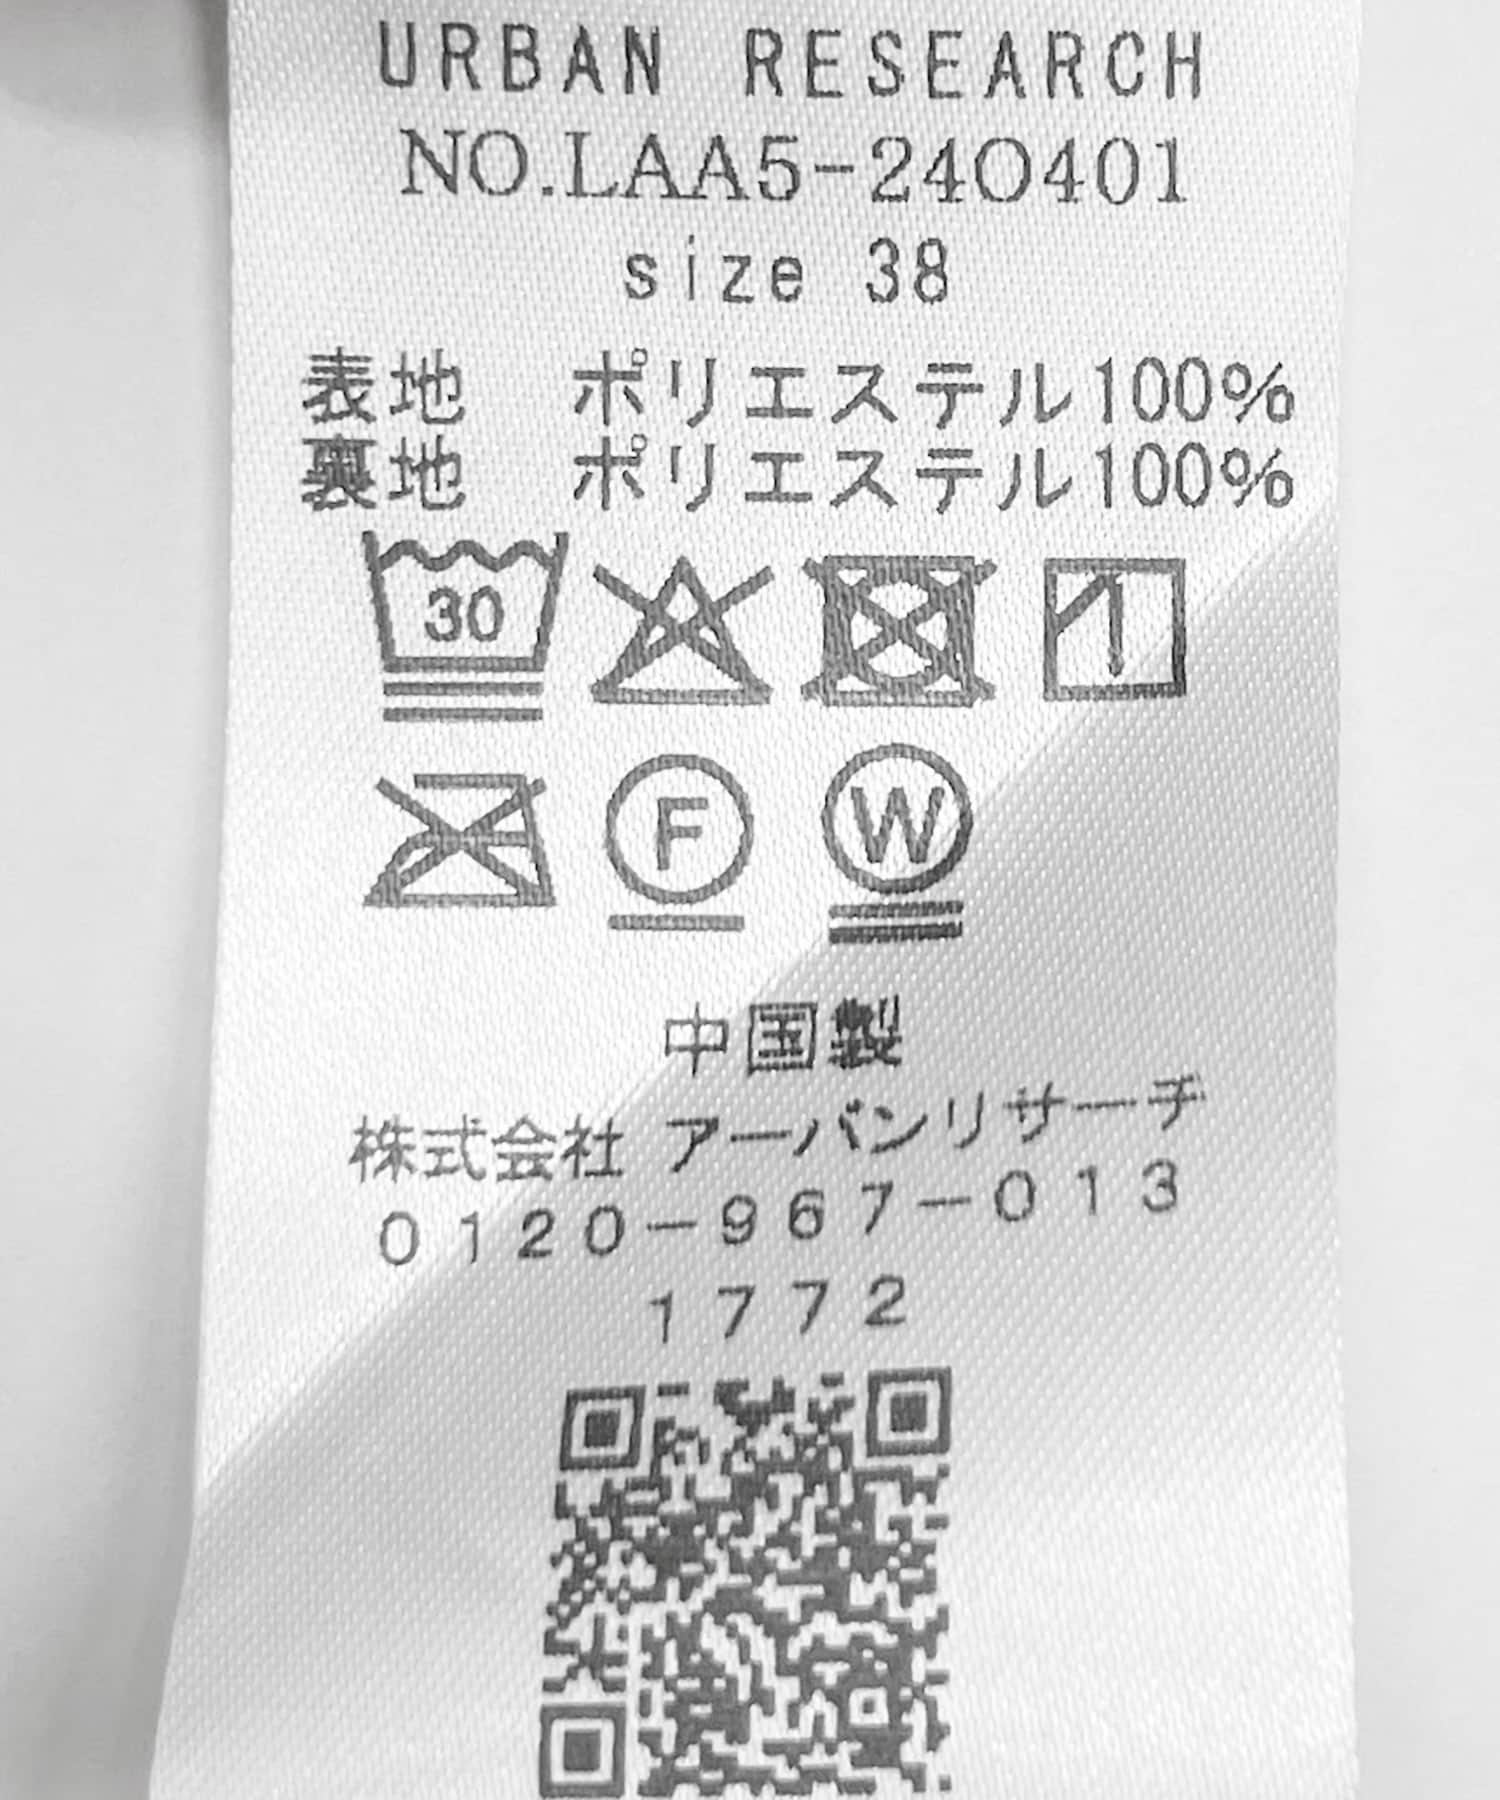 URBAN RESEARCH
NO.LAA5-240401
size 38
表地 ポリエステル100%
裏地 ポリエステル100%
30
F W
中国製
株式会社 アーバンリサーチ
0120-967-013
1772